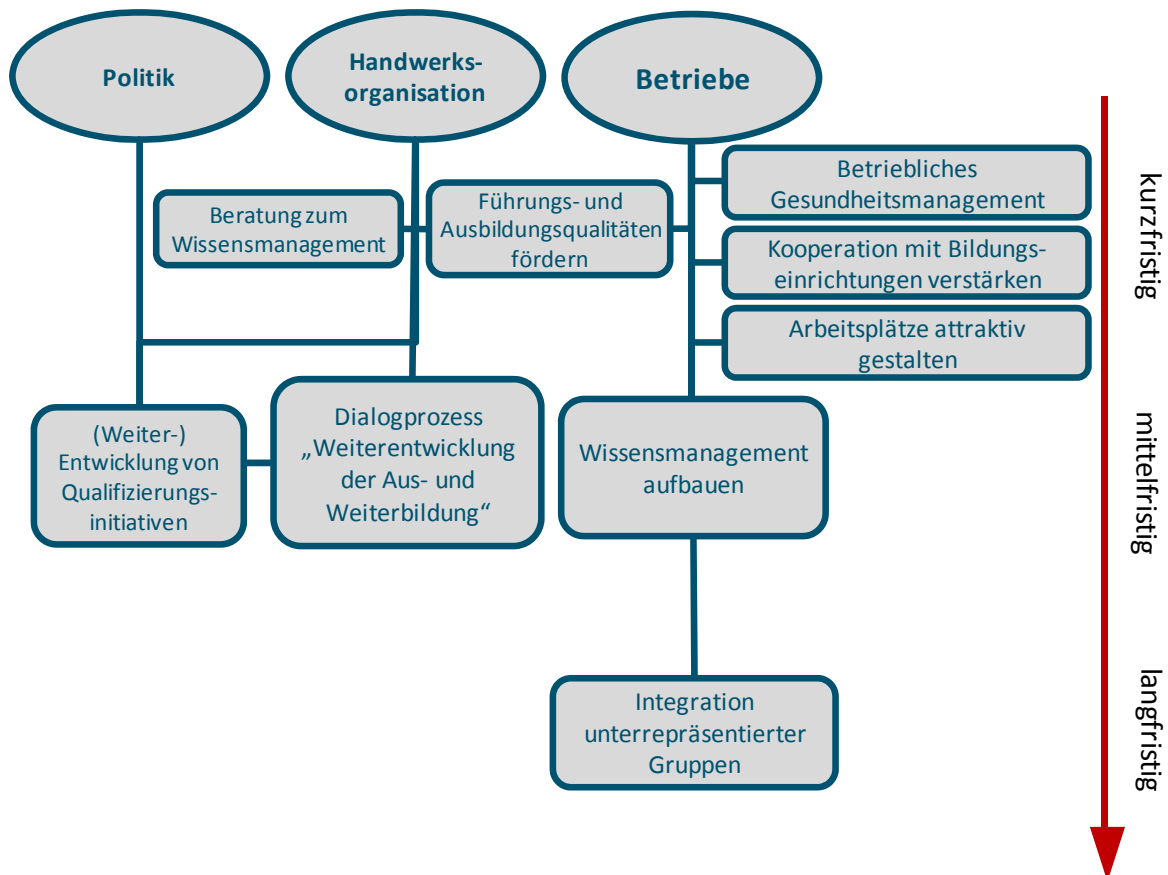 Politik
Handwerks-
organisation
Betriebe
Beratung zum
Wissensmanagement
Führungs- und
Ausbildungsqualitäten
fördern
Betriebliches
Gesundheitsmanagement
Kooperation mit Bildungs-
einrichtungen verstärken
Arbeitsplätze attraktiv
gestalten
kurzfristig
(Weiter-)
Entwicklung von
Qualifizierungs-
initiativen
Dialogprozess
„Weiterentwicklung
der Aus- und
Weiterbildung“
Wissensmanagement
aufbauen
mittelfristig
Integration
unterrepräsentierter
Gruppen
langfristig